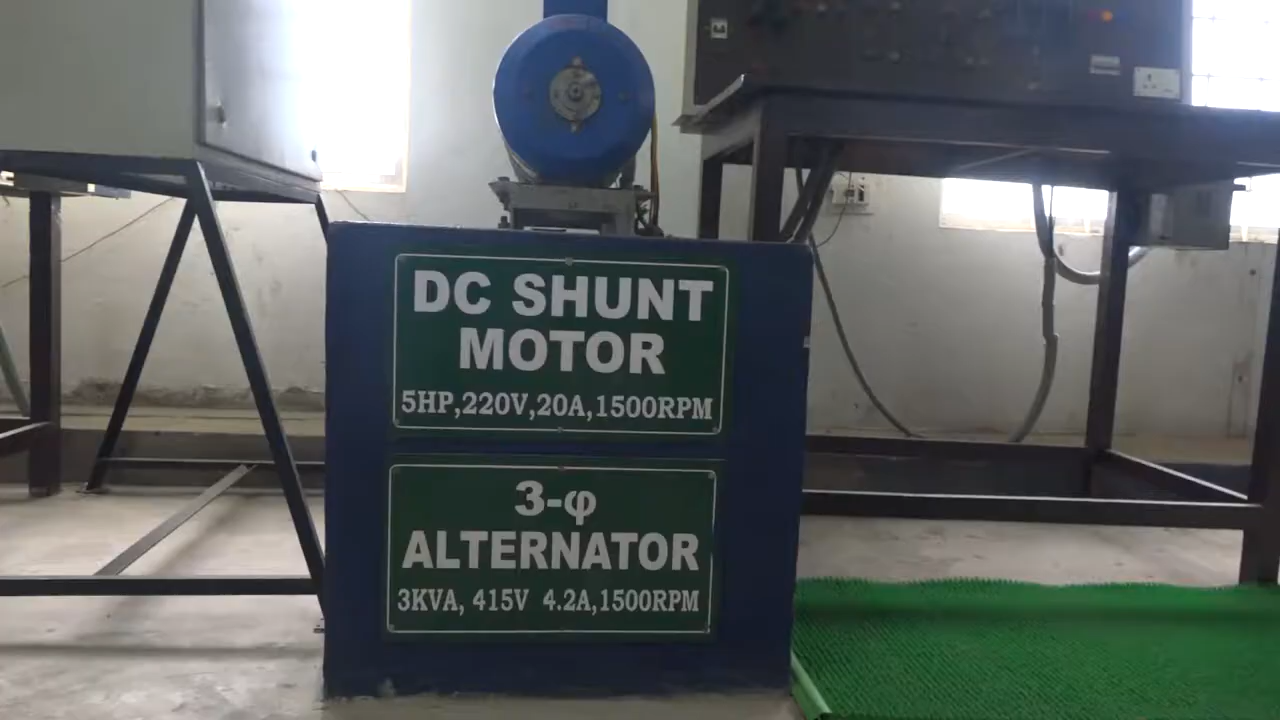 DC SHUNT
MOTOR
5HP,220V,20A,1500RPM
3-φ
ALTERNATOR
3KVA, 415V 4.2A,1500RPM